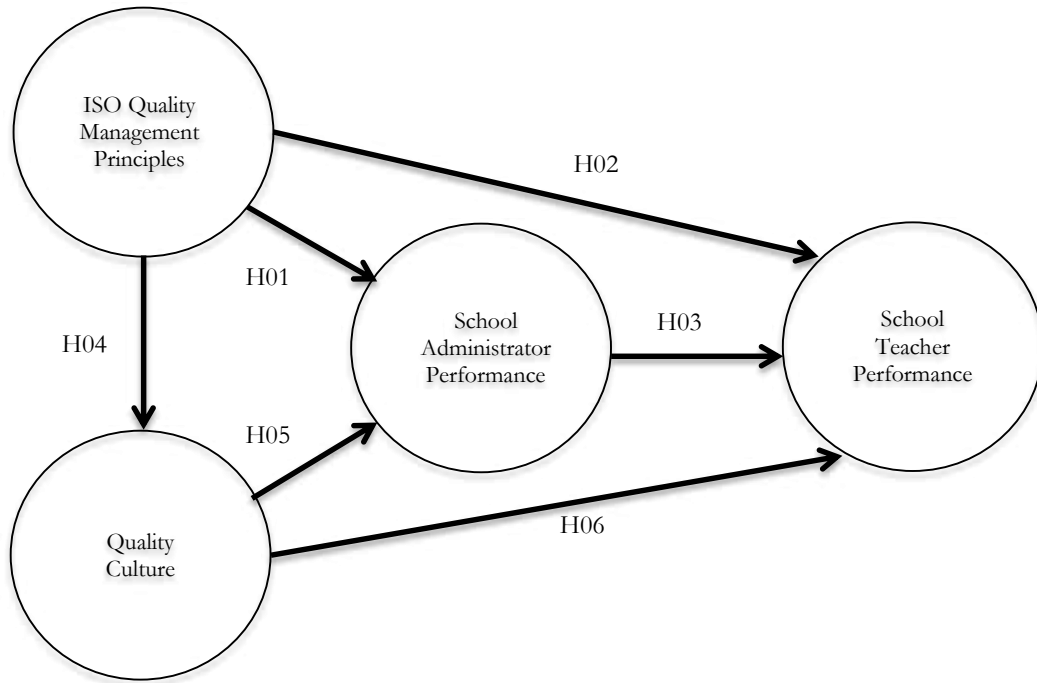 ISO Quality
Management
Principles
H02
H01
School
Administrator
Performance
H03
School
Teacher
Performance
H04
H05
Quality
Culture
H06